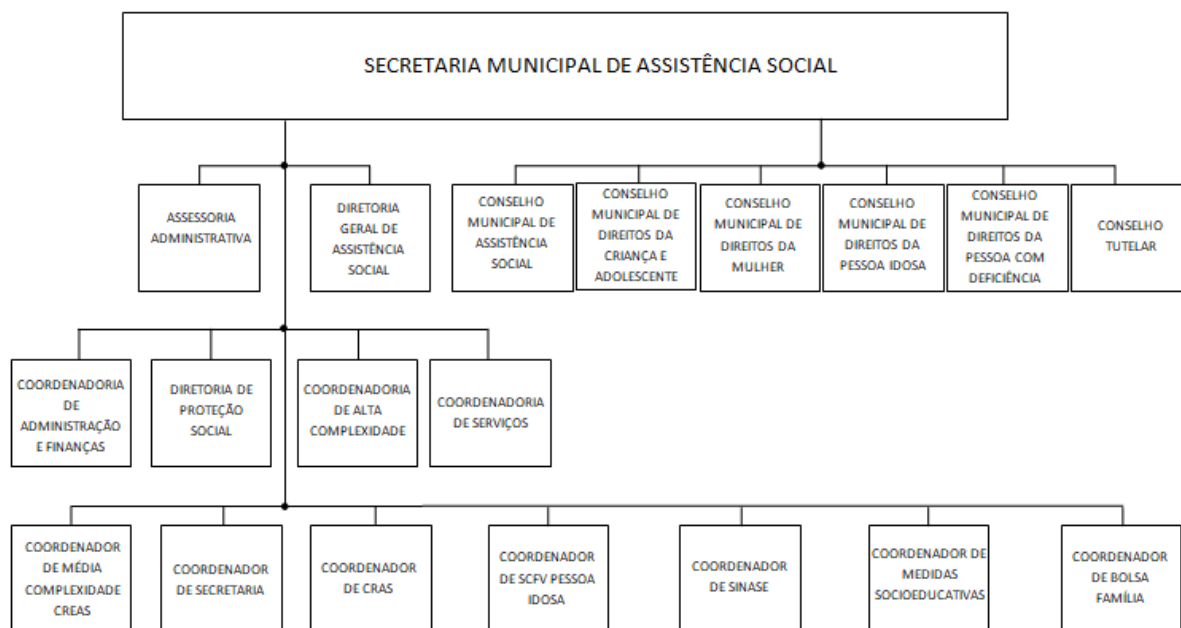 SECRETARIA MUNICIPAL DE ASSISTÊNCIA SOCIAL
ASSESSORIA
ADMINISTRATIVA
DIRETORIA
GERAL DE
ASSISTÊNCIA
SOCIAL
CONSELHO
MUNICIPAL DE
ASSISTÊNCIA
SOCIAL
CONSELHO
MUNICIPAL DE
DIREITOS DA
CRIANÇA E
ADOLESCENTE
CONSELHO
MUNICIPAL DE
DIREITOS DA
MULHER
CONSELHO
MUNICIPAL DE
DIREITOS DA
PESSOA IDOSA
CONSELHO
MUNICIPAL DE
DIREITOS DA
PESSOA COM
DEFICIÊNCIA
CONSELHO
TUTELAR
COORDENADORIA
DE
ADMINISTRAÇÃO
E FINANÇAS
DIRETORIA DE
PROTEÇÃO
SOCIAL
COORDENADORIA
DE ALTA
COMPLEXIDADE
COORDENADORIA
DE SERVIÇOS
COORDENADOR
DE MÉDIA
COMPLEXIDADE
CREAS
COORDENADOR
DE SECRETARIA
COORDENADOR
DE CRAS
COORDENADOR
DE SCFV PESSOA
IDOSA
COORDENADOR
DE SINASE
COORDENADOR DE
MEDIDAS
SOCIOEDUCATIVAS
COORDENADOR
DE BOLSA
FAMÍLIA